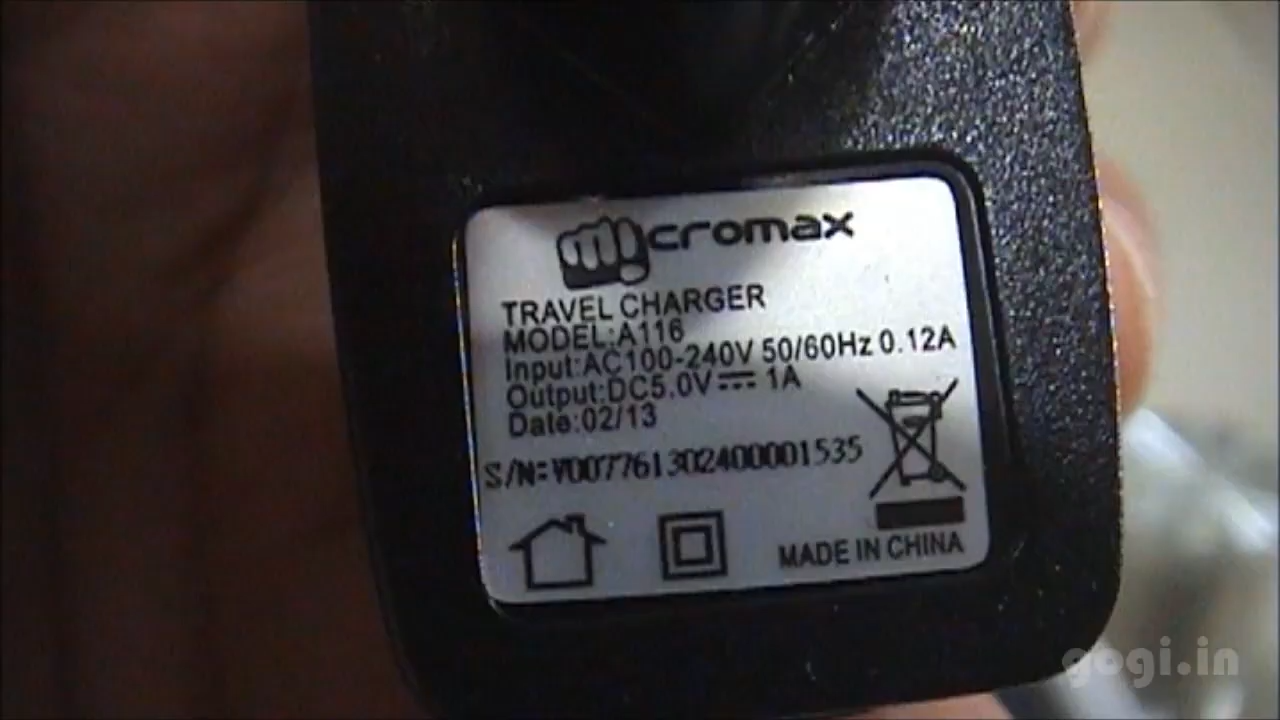 micromax
TRAVEL CHARGER
MODEL:A116
Input:AC100-240V 50/60Hz 0.12A
Output:DC5.0V⎓1A
Date:02/13
S/N:V007761302400001535
MADE IN CHINA
gogi.in